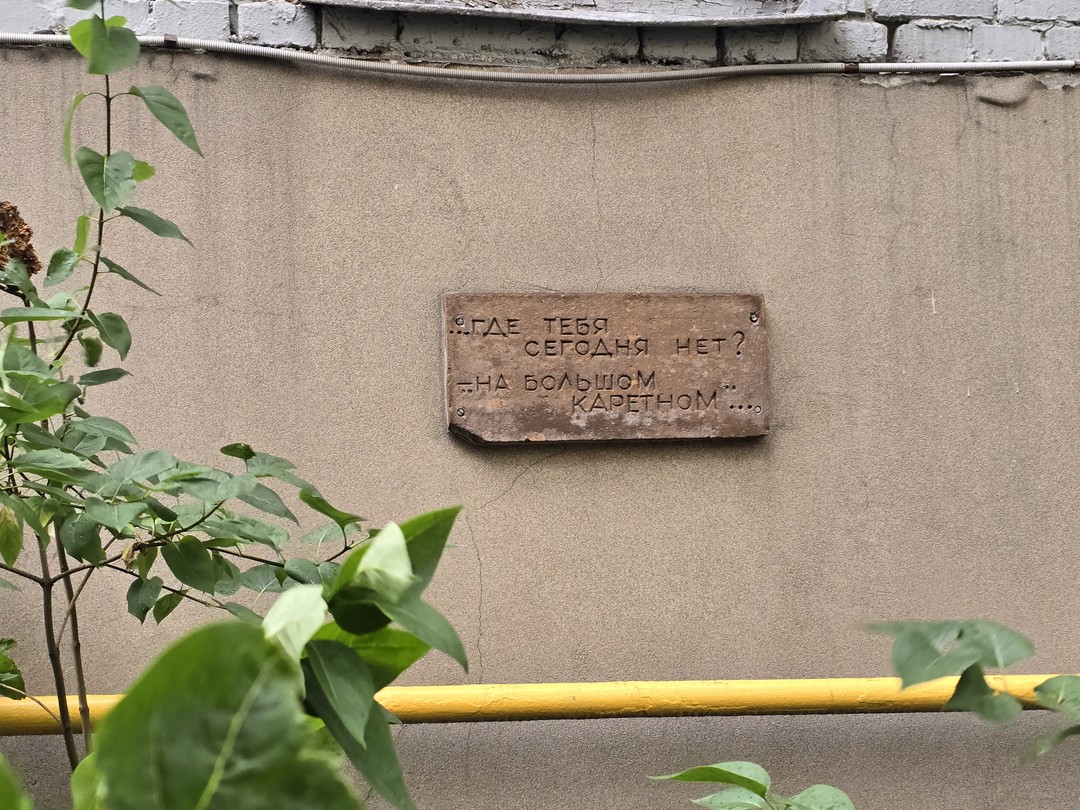 ...ГДЕ ТЕБЯ
СЕГОДНЯ НЕТ?
–НА БОЛЬШОМ
КАРЕТНОМ....